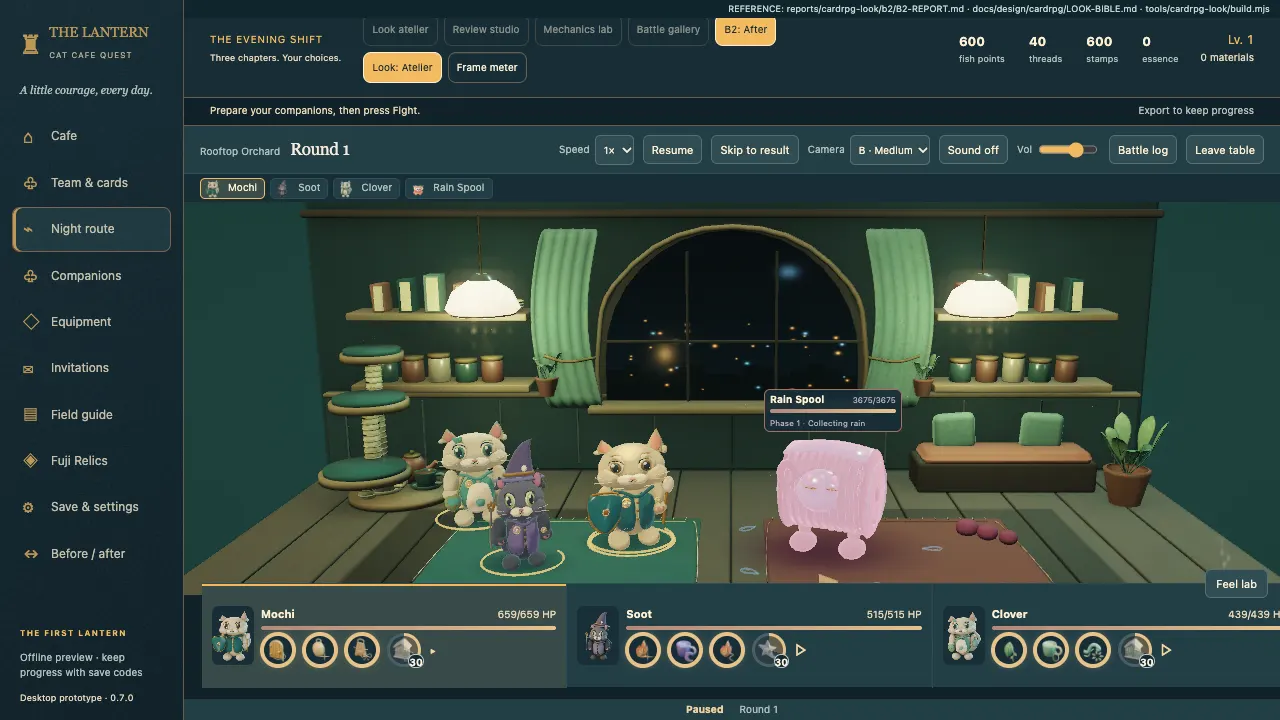 REFERENCE: reports/cardrpg-look/b2/B2-REPORT.md · docs/design/cardrpg/LOOK-BIBLE.md · tools/cardrpg-look/build.mjs
THE LANTERN
CAT CAFE QUEST
A little courage, every day.
Cafe
Team & cards
Night route
Companions
Equipment
Invitations
Field guide
Fuji Relics
Save & settings
Before / after
THE FIRST LANTERN
Offline preview · keep
progress with save codes
Desktop prototype · 0.7.0
THE EVENING SHIFT
Three chapters. Your choices.
Look atelier
Review studio
Mechanics lab
Battle gallery
B2: After
Look: Atelier
Frame meter
600
fish points
40
threads
600
stamps
0
essence
Lv. 1
0 materials
Prepare your companions, then press Fight.
Export to keep progress
Rooftop Orchard Round 1
Speed 1x Resume Skip to result Camera B · Medium Sound off Vol Battle log Leave table
Mochi Soot Clover Rain Spool
Rain Spool 3675/3675
Phase 1 · Collecting rain
Feel lab
Mochi 659/659 HP
30
Soot 515/515 HP
30
Clover 439/439 H
30
Paused Round 1